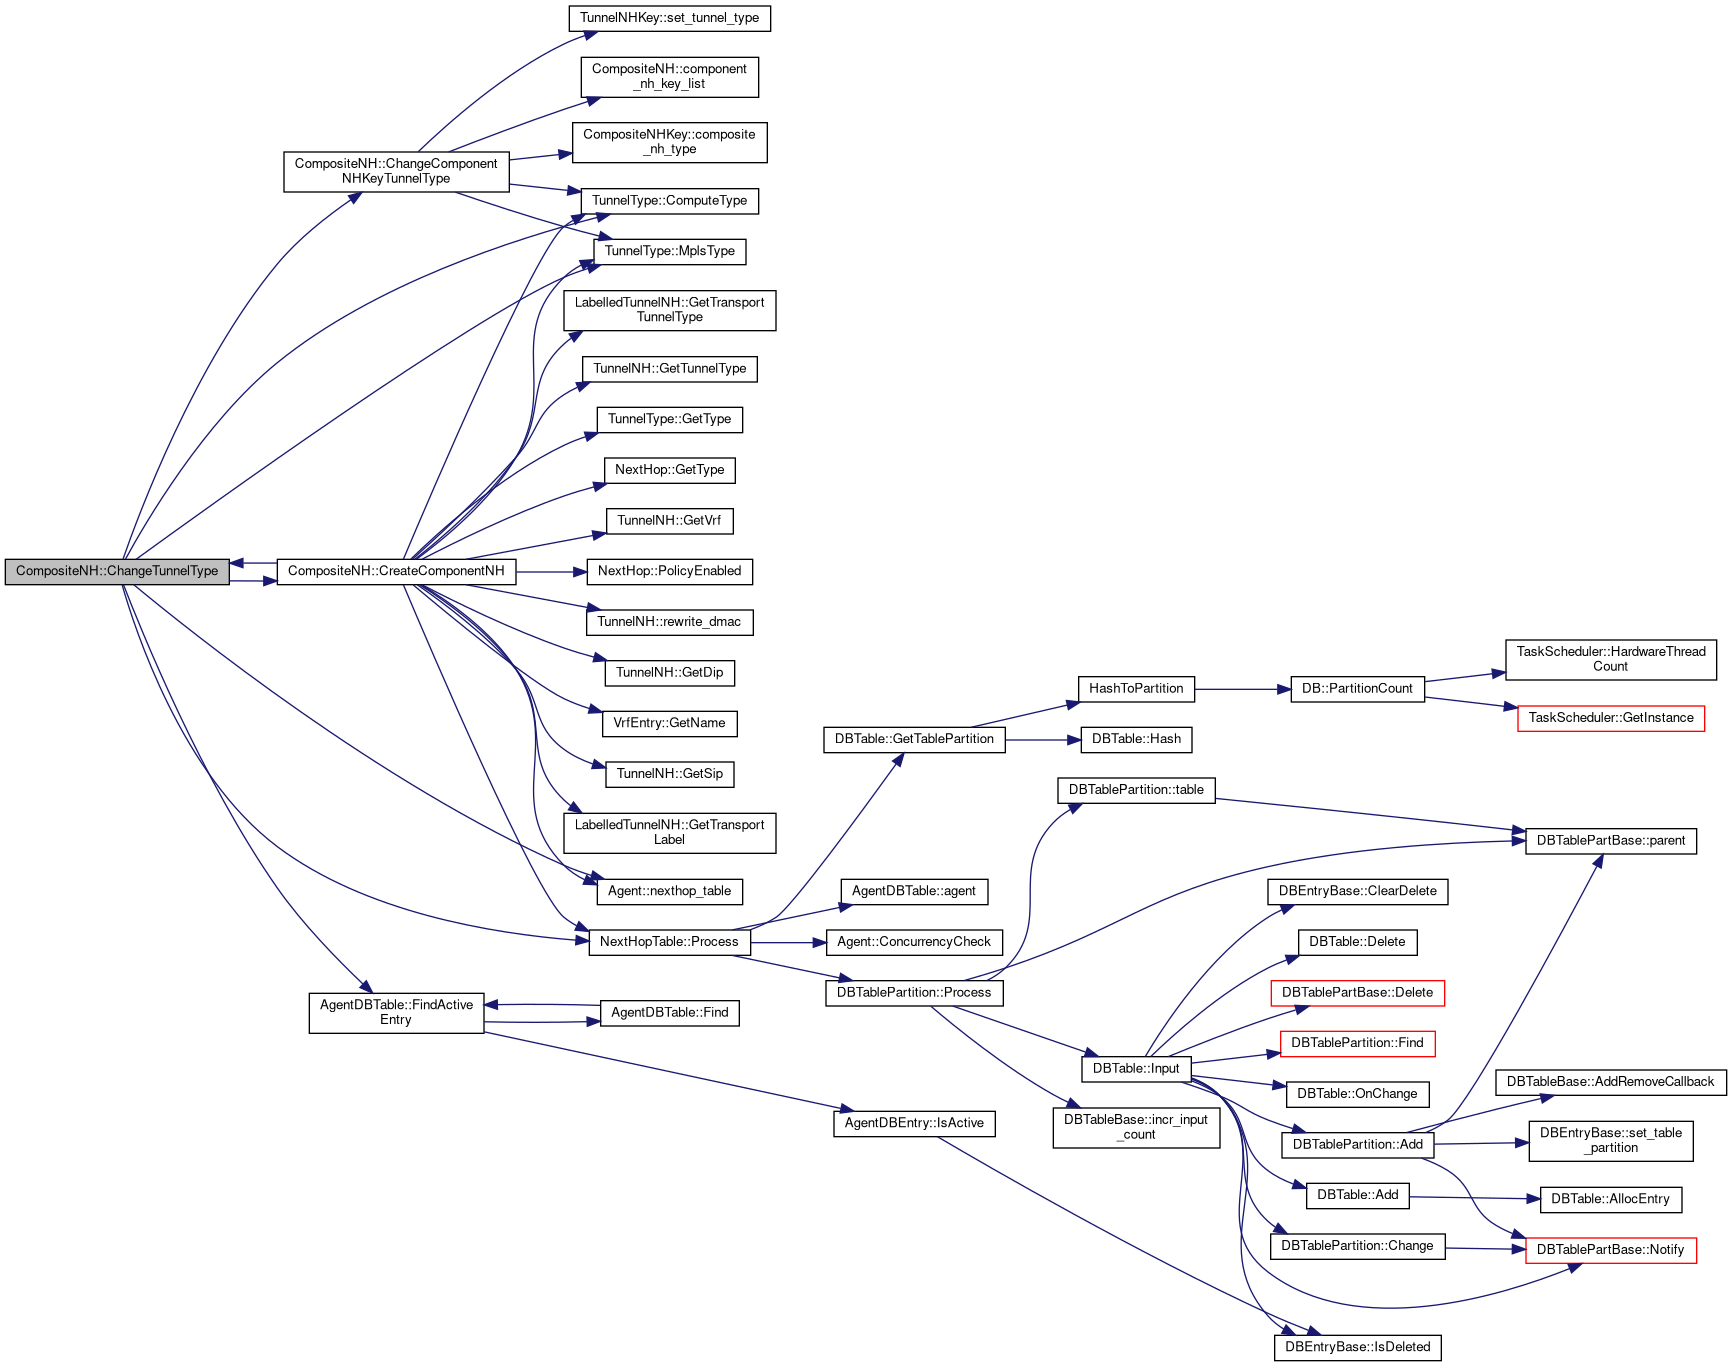 TunnelNHKey::set_tunnel_type
CompositeNH::component
_nh_key_list
CompositeNHKey::composite
_nh_type
CompositeNH::ChangeComponent
NHKeyTunnelType
TunnelType::ComputeType
TunnelType::MplsType
LabelledTunnelNH::GetTransport
TunnelType
TunnelNH::GetTunnelType
TunnelType::GetType
NextHop::GetType
TunnelNH::GetVrf
CompositeNH::ChangeTunnelType
CompositeNH::CreateComponentNH
NextHop::PolicyEnabled
TunnelNH::rewrite_dmac
TunnelNH::GetDip
VrfEntry::GetName
TunnelNH::GetSip
LabelledTunnelNH::GetTransport
Label
Agent::nexthop_table
NextHopTable::Process
AgentDBTable::FindActive
Entry
AgentDBTable::Find
DBTable::GetTablePartition
AgentDBTable::agent
Agent::ConcurrencyCheck
DBTablePartition::Process
AgentDBEntry::IsActive
HashToPartition
DBTable::Hash
DBTablePartition::table
DBTable::Input
DBTableBase::incr_input
_count
DB::PartitionCount
TaskScheduler::HardwareThread
Count
TaskScheduler::GetInstance
DBTablePartBase::parent
DBEntryBase::ClearDelete
DBTable::Delete
DBTablePartBase::Delete
DBTablePartition::Find
DBTable::OnChange
DBTablePartition::Add
DBTable::Add
DBTablePartition::Change
DBEntryBase::IsDeleted
DBTableBase::AddRemoveCallback
DBEntryBase::set_table
_partition
DBTable::AllocEntry
DBTablePartBase::Notify